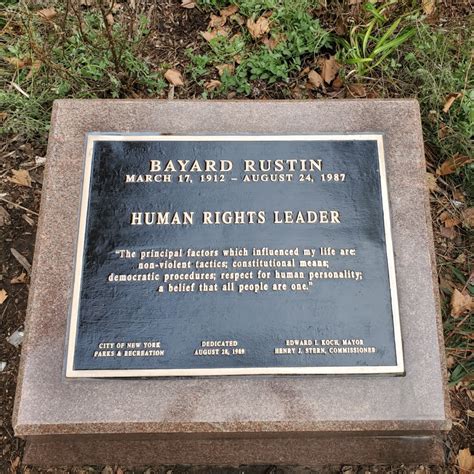 BAYARD RUSTIN
MARCH 17, 1912 – AUGUST 24, 1987
HUMAN RIGHTS LEADER
"The principal factors which influenced my life are:
non-violent tactics; constitutional means;
democratic procedures; respect for human personality;
a belief that all people are one."
CITY OF NEW YORK
PARKS & RECREATION
DEDICATED
AUGUST 28, 1989
EDWARD I. KOCH, MAYOR
HENRY J. STERN, COMMISSIONER